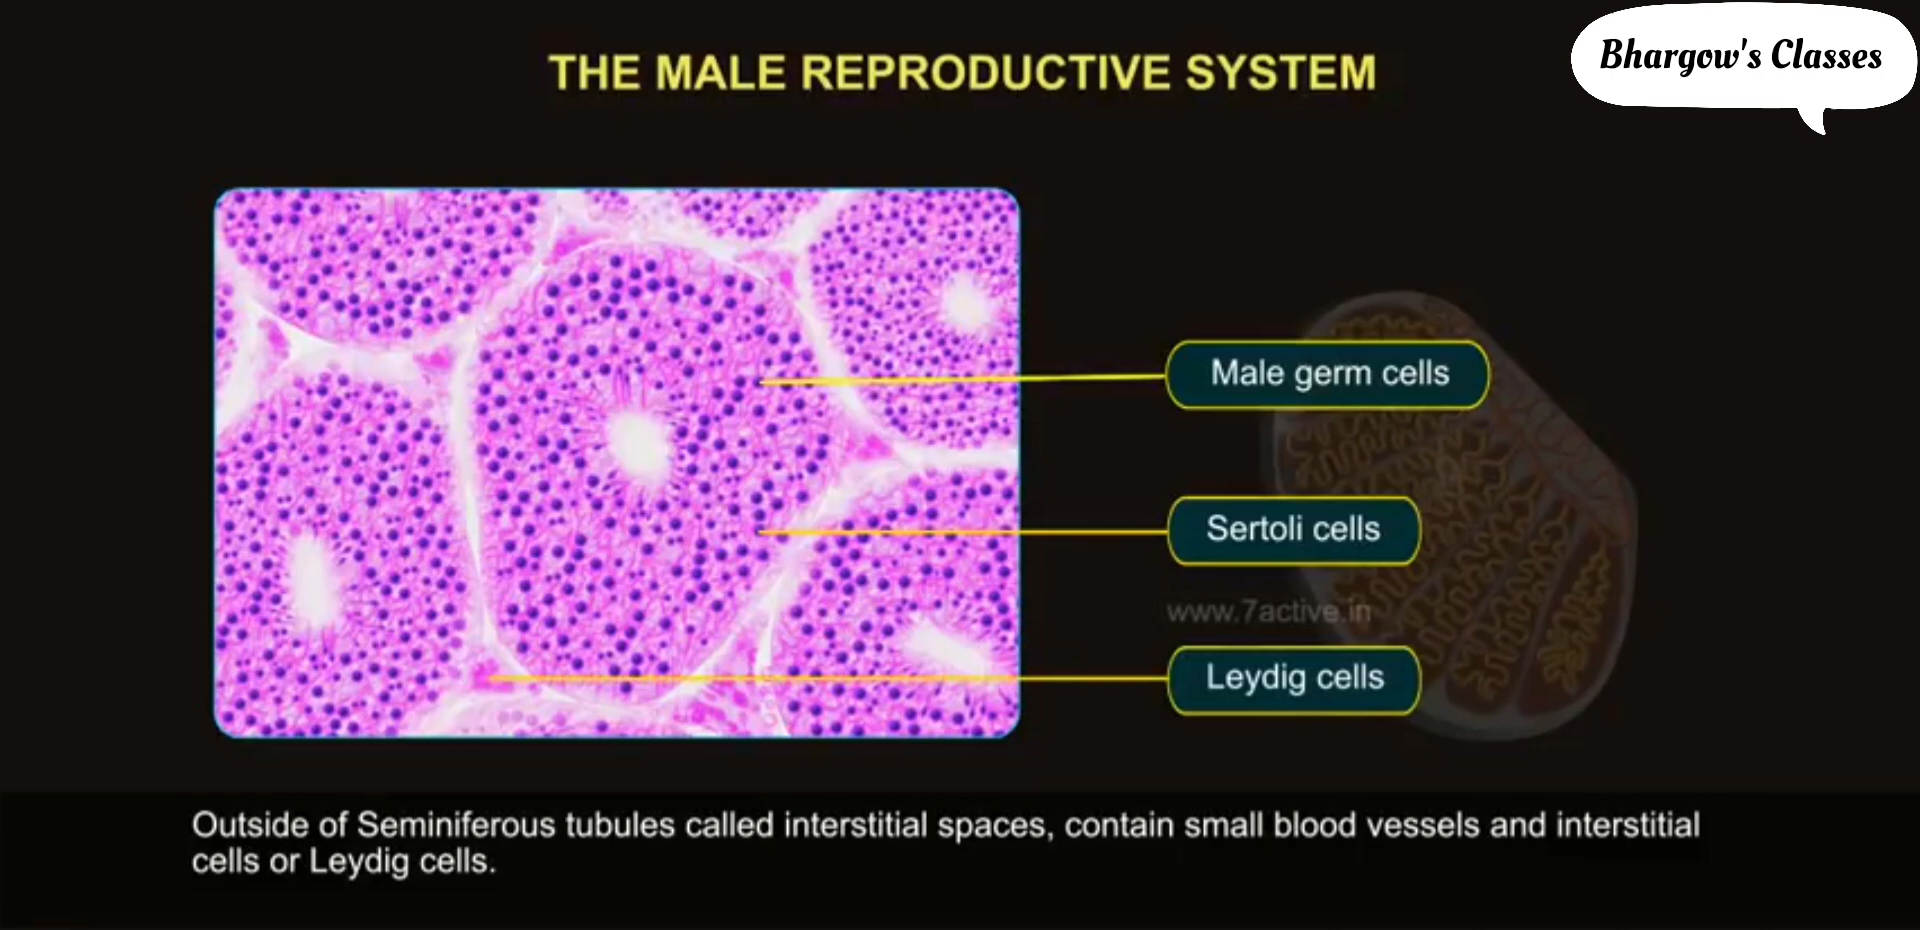 Bhargow's Classes
THE MALE REPRODUCTIVE SYSTEM
Male germ cells
Sertoli cells
www.7active.in
Leydig cells
Outside of Seminiferous tubules called interstitial spaces, contain small blood vessels and interstitial
cells or Leydig cells.